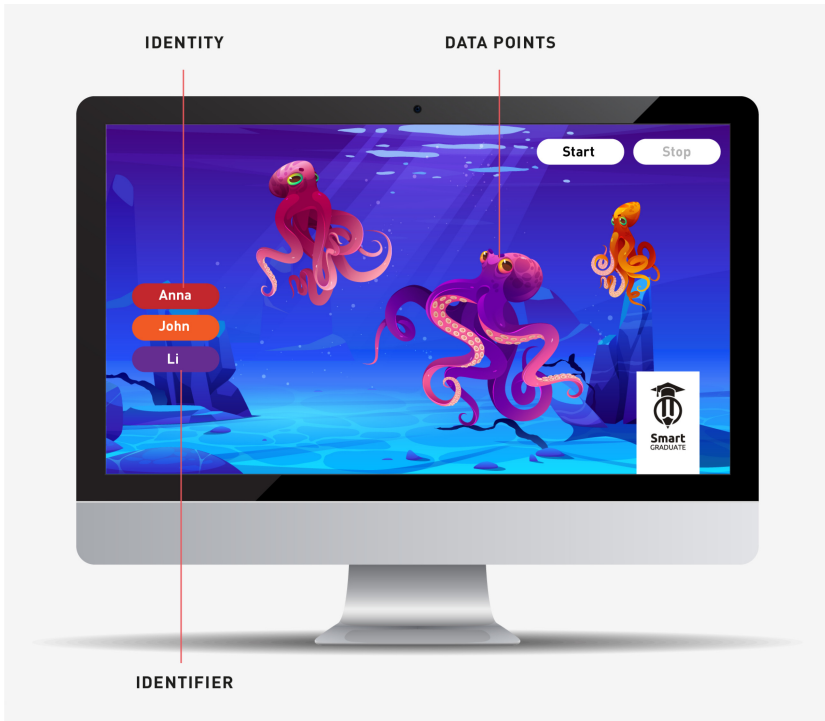 IDENTITY
DATA POINTS
Start
Stop
Anna
John
Li
Smart
GRADUATE
IDENTIFIER